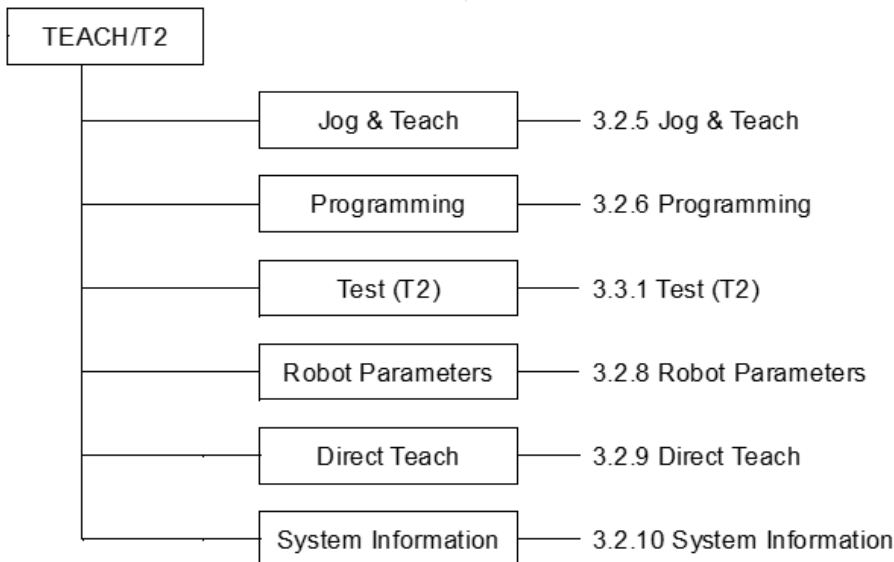 TEACH/T2
Jog & Teach 3.2.5 Jog & Teach
Programming 3.2.6 Programming
Test (T2) 3.3.1 Test (T2)
Robot Parameters 3.2.8 Robot Parameters
Direct Teach 3.2.9 Direct Teach
System Information 3.2.10 System Information